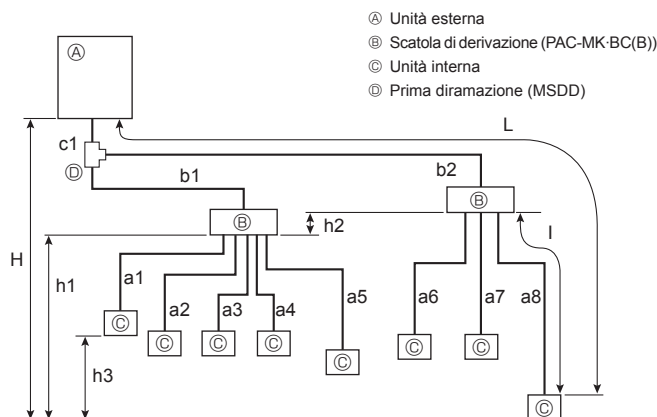 Ⓐ Unità esterna
Ⓑ Scatola di derivazione (PAC-MK·BC(B))
Ⓒ Unità interna
Ⓓ Prima diramazione (MSDD)
Ⓐ
L
c1
Ⓓ
b1
b2
Ⓑ
Ⓑ
h2
H
h1
I
a1
a2
a3
a4
a5
a6
a7
a8
Ⓒ
Ⓒ
Ⓒ
Ⓒ
Ⓒ
Ⓒ
Ⓒ
h3
Ⓒ